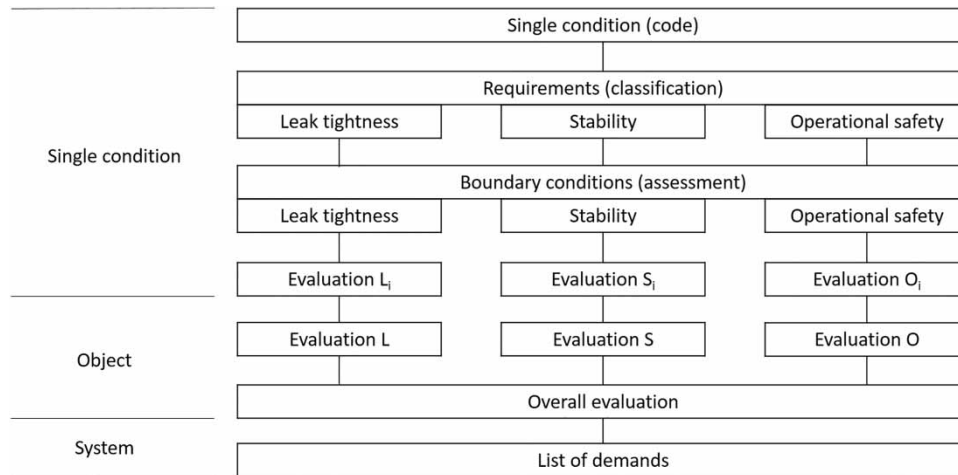 Single condition (code)
Requirements (classification)
Leak tightness Stability Operational safety
Single condition
Boundary conditions (assessment)
Leak tightness Stability Operational safety
Evaluation Lᵢ Evaluation Sᵢ Evaluation Oᵢ
Evaluation L Evaluation S Evaluation O
Object
Overall evaluation
System
List of demands